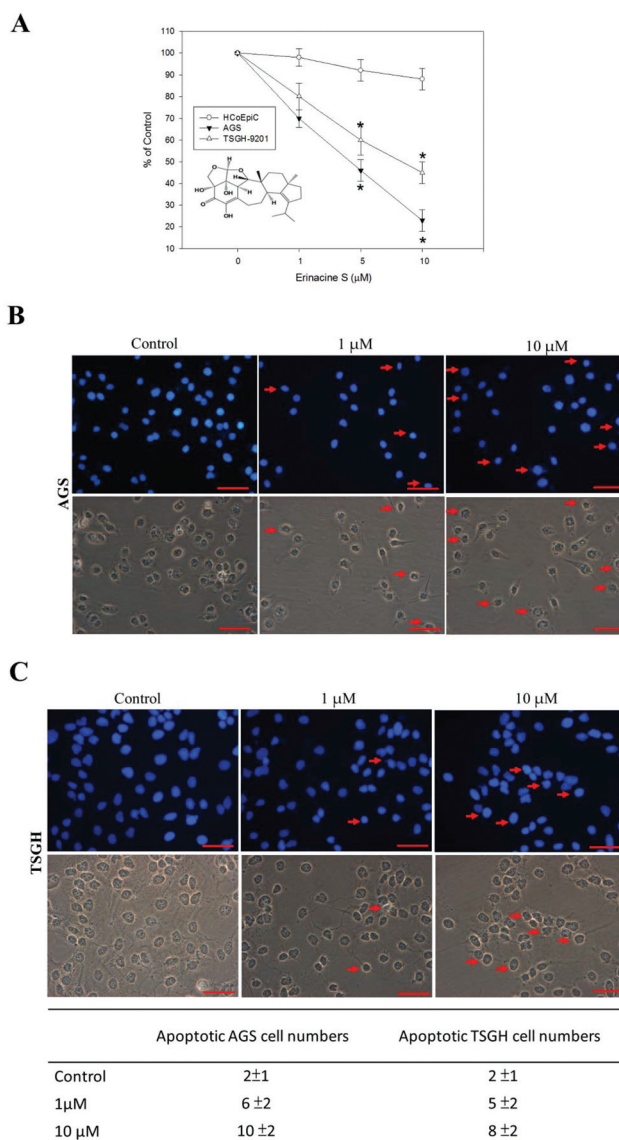 A
110
100
90
80
70
60
50
40
30
20
10
% of Control
HCoEpiC
AGS
TSGH-9201
*
*
*
*
H
O
O
H
H
HO
OH
H
O
OH
H
0
1
5
10
Erinacine S (μM)
B
Control
1 μM
10 μM
AGS
C
Control
1 μM
10 μM
TSGH
Apoptotic AGS cell numbers Apoptotic TSGH cell numbers
Control 2±1 2 ±1
1μM 6 ±2 5 ±2
10 μM 10 ±2 8 ±2